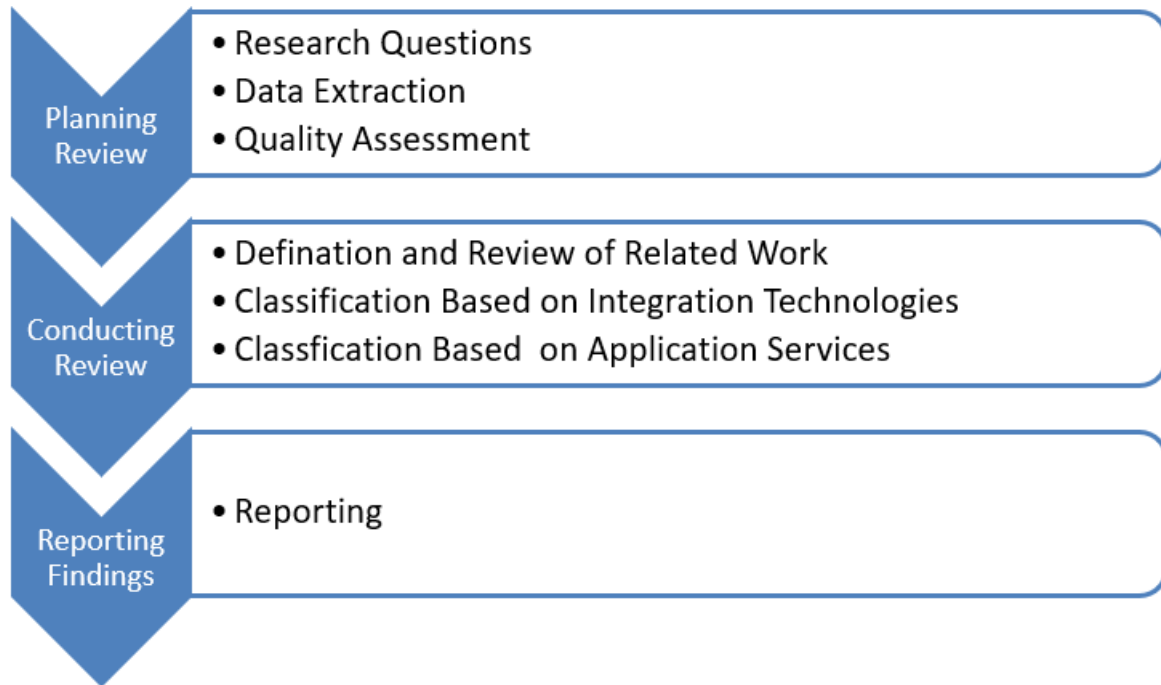 Planning
Review
• Research Questions
• Data Extraction
• Quality Assessment
Conducting
Review
• Defination and Review of Related Work
• Classification Based on Integration Technologies
• Classfication Based  on Application Services
Reporting
Findings
• Reporting